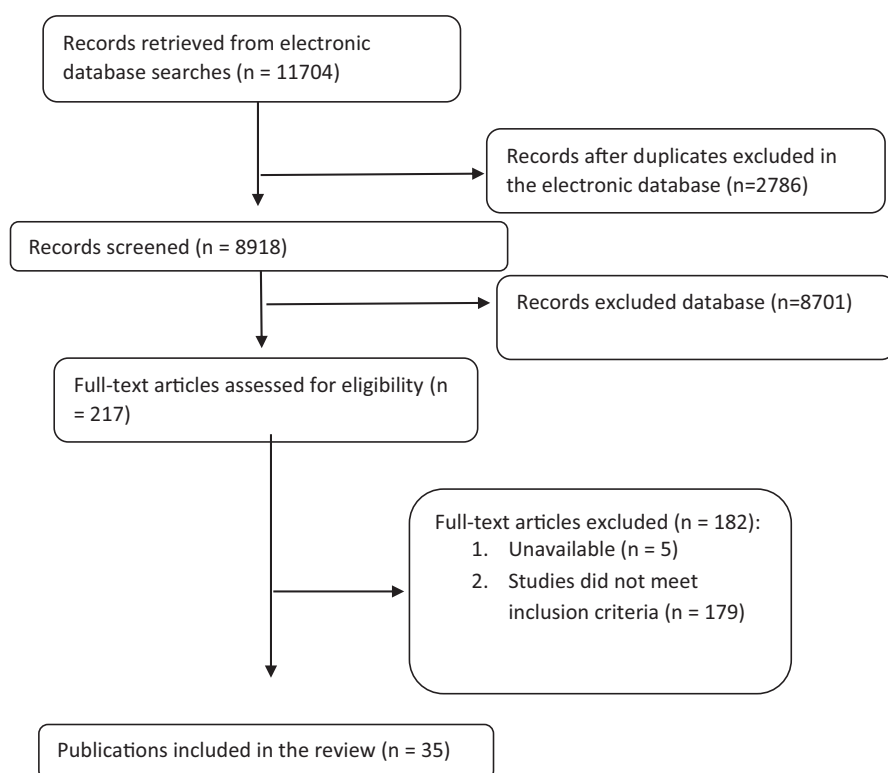 Records retrieved from electronic
database searches (n = 11704)
Records after duplicates excluded in
the electronic database (n=2786)
Records screened (n = 8918)
Records excluded database (n=8701)
Full-text articles assessed for eligibility (n
= 217)
Full-text articles excluded (n = 182):
1. Unavailable (n = 5)
2. Studies did not meet
inclusion criteria (n = 179)
Publications included in the review (n = 35)